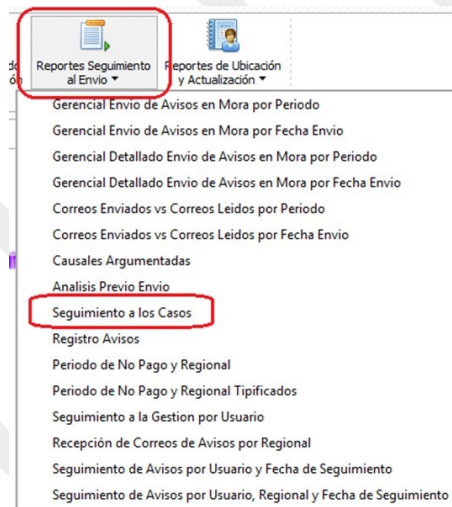 Reportes Seguimiento
al Envio
Reportes de Ubicación
y Actualización
Gerencial Envio de Avisos en Mora por Periodo
Gerencial Envio de Avisos en Mora por Fecha Envio
Gerencial Detallado Envio de Avisos en Mora por Periodo
Gerencial Detallado Envio de Avisos en Mora por Fecha Envio
Correos Enviados vs Correos Leidos por Periodo
Correos Enviados vs Correos Leidos por Fecha Envio
Causales Argumentadas
Analisis Previo Envio
Seguimiento a los Casos
Registro Avisos
Periodo de No Pago y Regional
Periodo de No Pago y Regional Tipificados
Seguimiento a la Gestion por Usuario
Recepción de Correos de Avisos por Regional
Seguimiento de Avisos por Usuario y Fecha de Seguimiento
Seguimiento de Avisos por Usuario, Regional y Fecha de Seguimiento